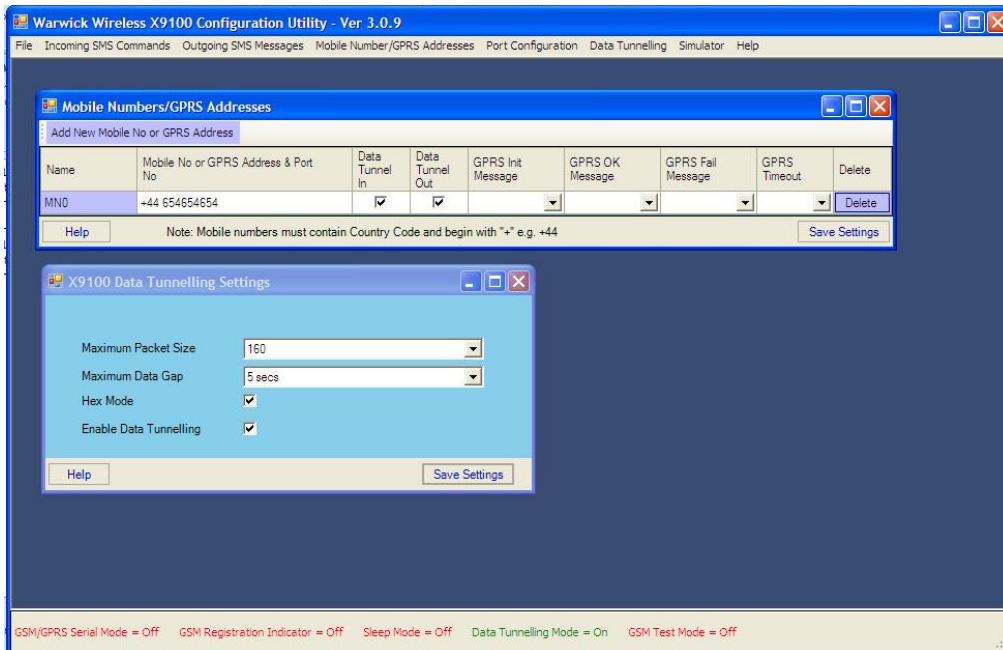 Warwick Wireless X9100 Configuration Utility - Ver 3.0.9
File Incoming SMS Commands Outgoing SMS Messages Mobile Number/GPRS Addresses Port Configuration Data Tunnelling Simulator Help
Mobile Numbers/GPRS Addresses
Add New Mobile No or GPRS Address
Name
Mobile No or GPRS Address & Port No
Data Tunnel In
Data Tunnel Out
GPRS Init Message
GPRS OK Message
GPRS Fail Message
GPRS Timeout
Delete
MN0 +44 654654654 Delete
Help Note: Mobile numbers must contain Country Code and begin with "+" e.g. +44 Save Settings
X9100 Data Tunnelling Settings
Maximum Packet Size 160
Maximum Data Gap 5 secs
Hex Mode
Enable Data Tunnelling
Help Save Settings
GSM/GPRS Serial Mode = Off GSM Registration Indicator = Off Sleep Mode = Off Data Tunnelling Mode = On GSM Test Mode = Off